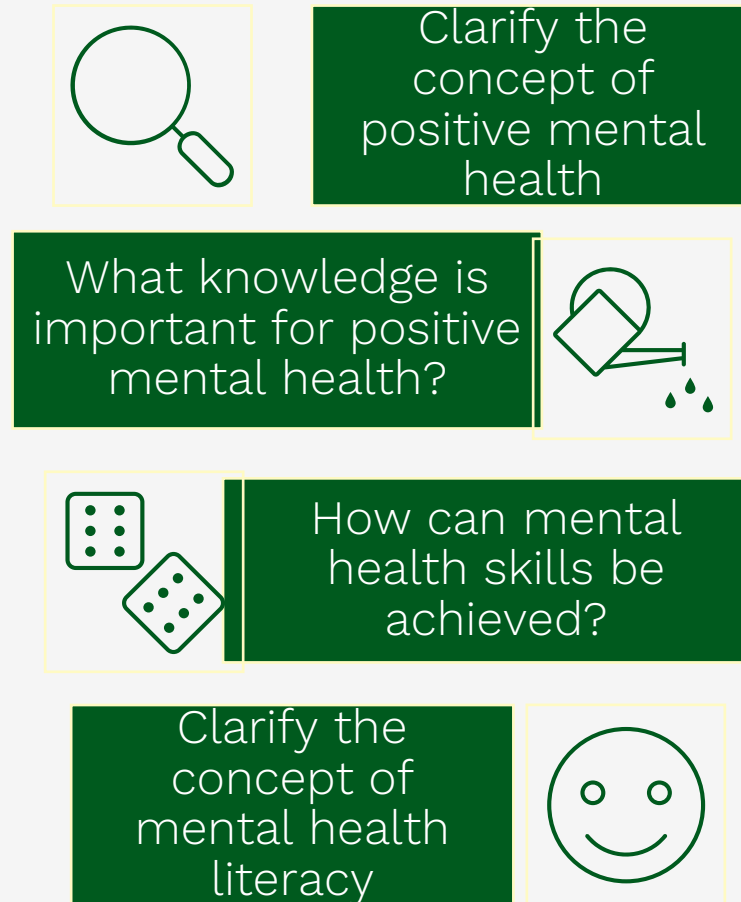 Clarify the
concept of
positive mental
health
What knowledge is
important for positive
mental health?
How can mental
health skills be
achieved?
Clarify the
concept of
mental health
literacy